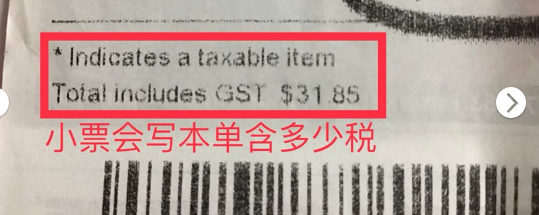 * Indicates a taxable item
Total includes GST $31.85
小票会写本单含多少税